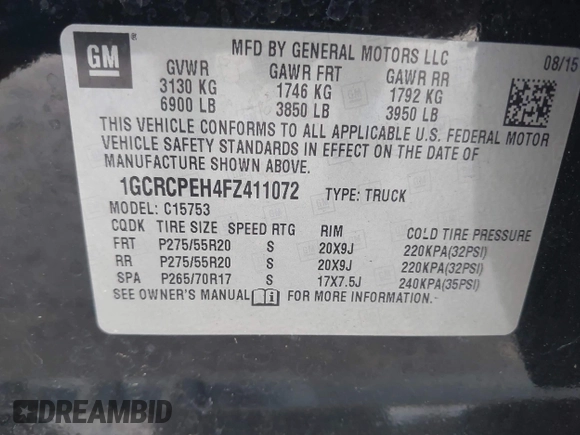 GM
MFD BY GENERAL MOTORS LLC
08/15
GVWR GAWR FRT GAWR RR
3130 KG 1746 KG 1792 KG
6900 LB 3850 LB 3950 LB
THIS VEHICLE CONFORMS TO ALL APPLICABLE U.S. FEDERAL MOTOR
VEHICLE SAFETY STANDARDS IN EFFECT ON THE DATE OF
MANUFACTURE SHOWN ABOVE.
1GCRCPEH4FZ411072 TYPE: TRUCK
MODEL: C15753
CQDK TIRE SIZE SPEED RTG RIM COLD TIRE PRESSURE
FRT P275/55R20 S 20X9J 220KPA(32PSI)
RR P275/55R20 S 20X9J 220KPA(32PSI)
SPA P265/70R17 S 17X7.5J 240KPA(35PSI)
SEE OWNER'S MANUAL i FOR MORE INFORMATION.
DREAMBID